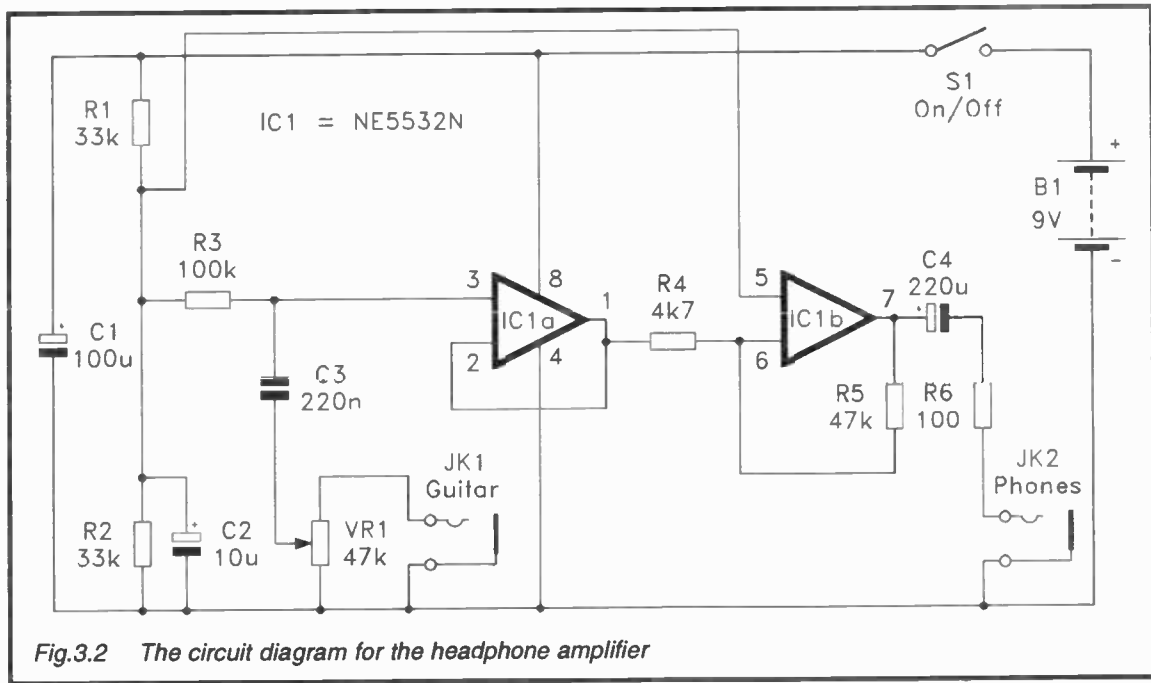 R1
33k
IC1 = NE5532N
S1
On/Off
+
B1
9V
-
R3
100k
3
8
1
IC1a
2
4
R4
4k7
5
7
IC1b
6
C4
220u
+
+
C1
100u
C3
220n
R5
47k
R6
100
JK1
Guitar
JK2
Phones
R2
33k
+
C2
10u
VR1
47k
Fig.3.2 The circuit diagram for the headphone amplifier